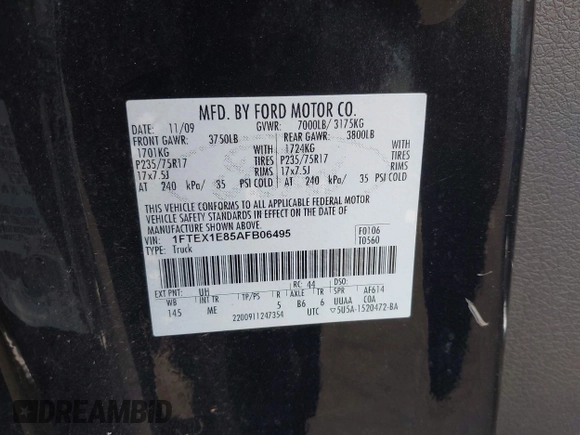 MFD. BY FORD MOTOR CO.
DATE: 11/09 GVWR: 7000LB/ 3175KG
FRONT GAWR: 3750LB REAR GAWR: 3800LB
1701KG WITH 1724KG WITH
P235/75R17 TIRES P235/75R17 TIRES
17x7.5J RIMS 17x7.5J RIMS
AT 240 kPa/ 35 PSI COLD AT 240 kPa/ 35 PSI COLD
THIS VEHICLE CONFORMS TO ALL APPLICABLE FEDERAL MOTOR
VEHICLE SAFETY STANDARDS IN EFFECT ON THE DATE OF
MANUFACTURE SHOWN ABOVE.
VIN: 1FTEX1E85AFB06495 F0106
TYPE: Truck T0560
EXT PNT: UH RC: 44 DSO:
WB INT TR TP/PS R AXLE TR SPR AF614
145 ME 5 B6 6 UUAA COA
2200911247354 UTC ▽5U5A-1520472-BA
DREAMBID